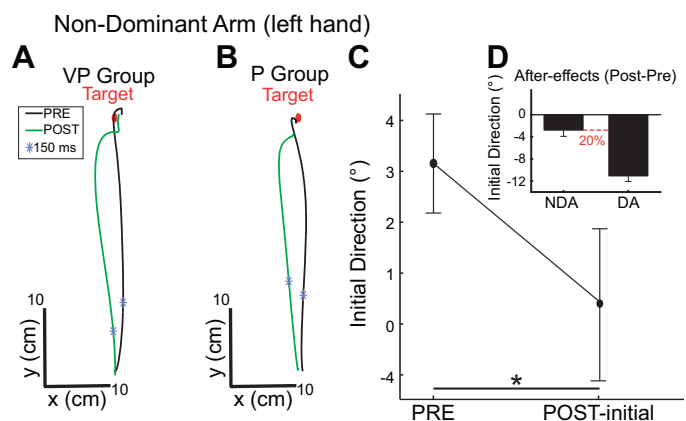 Non-Dominant Arm (left hand)
A
VP Group
Target
PRE
POST
150 ms
10
y (cm)
10
x (cm)
B
P Group
Target
10
y (cm)
10
x (cm)
C
Initial Direction (°)
4
3
2
1
0
-4
*
PRE
POST-initial
D
After-effects (Post-Pre)
Initial Direction (°)
0
-4
-8
-12
20%
NDA
DA